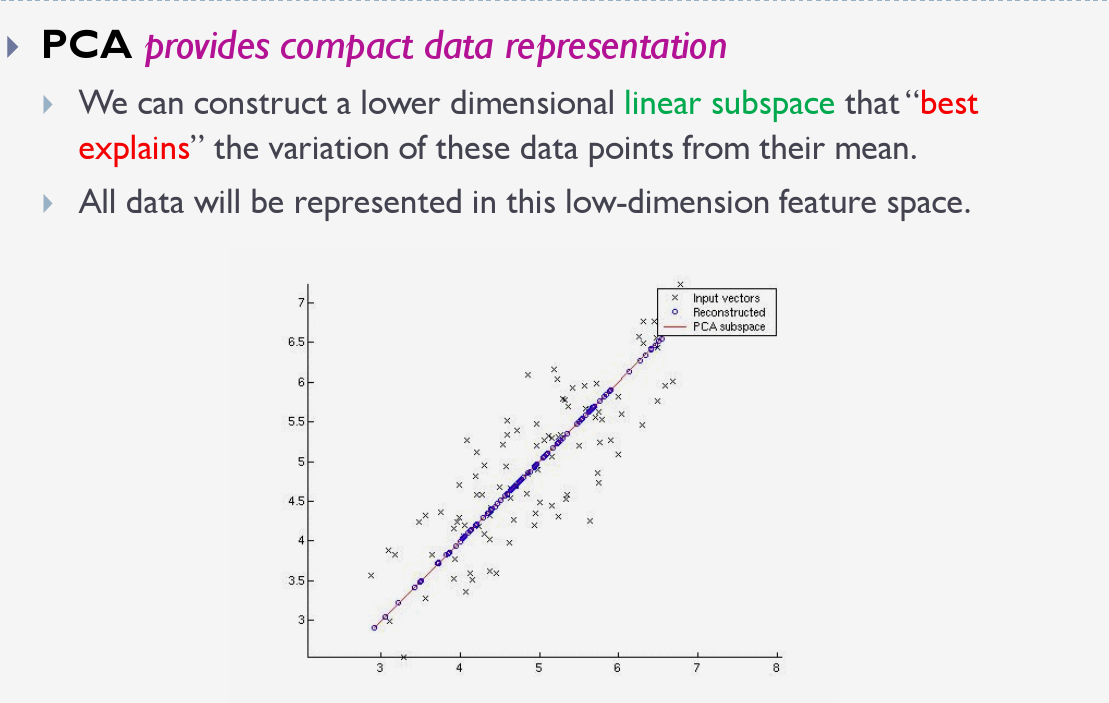 PCA provides compact data representation
We can construct a lower dimensional linear subspace that “best
explains” the variation of these data points from their mean.
All data will be represented in this low-dimension feature space.
Input vectors
Reconstructed
PCA subspace
7
6.5
6
5.5
5
4.5
4
3.5
3
3 4 5 6 7 8